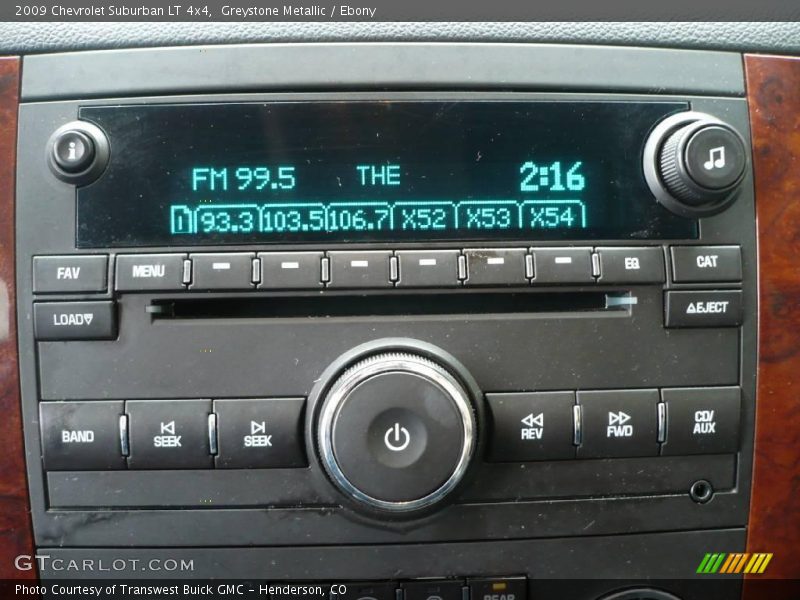 2009 Chevrolet Suburban LT 4x4,  Greystone Metallic / Ebony
i
FM 99.5 THE 2:16
1 93.3 103.5 106.7 X52 X53 X54
FAV MENU EQ CAT
LOAD▽ △EJECT
BAND SEEK SEEK REV FWD CD/
AUX
GTCARLOT.COM
Photo Courtesy of Transwest Buick GMC - Henderson, CO
REAR